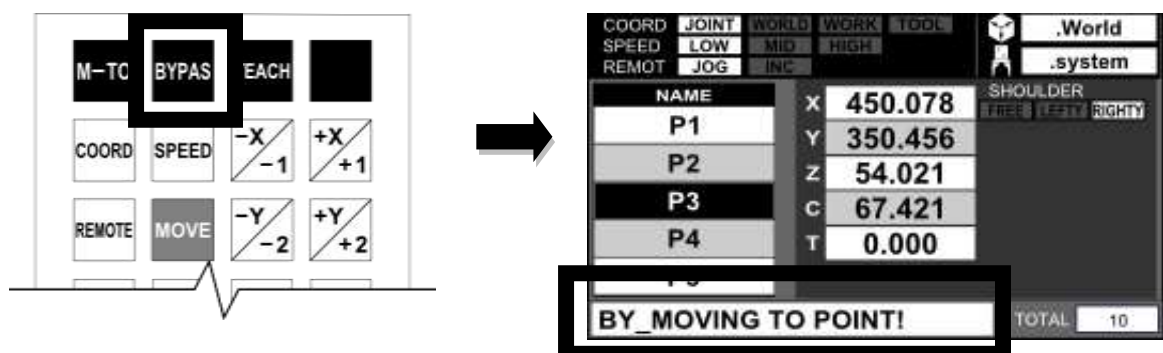 M-TO BYPAS TEACH
COORD SPEED -X/-1 +X/+1
REMOTE MOVE -Y/-2 +Y/+2
COORD JOINT WORLD WORK TOOL
SPEED LOW MID HIGH
REMOT JOG INC
.World
.system
NAME
P1
P2
P3
P4
X 450.078
Y 350.456
Z 54.021
C 67.421
T 0.000
SHOULDER
FREE LEFTY RIGHTY
BY_MOVING TO POINT!
TOTAL 10